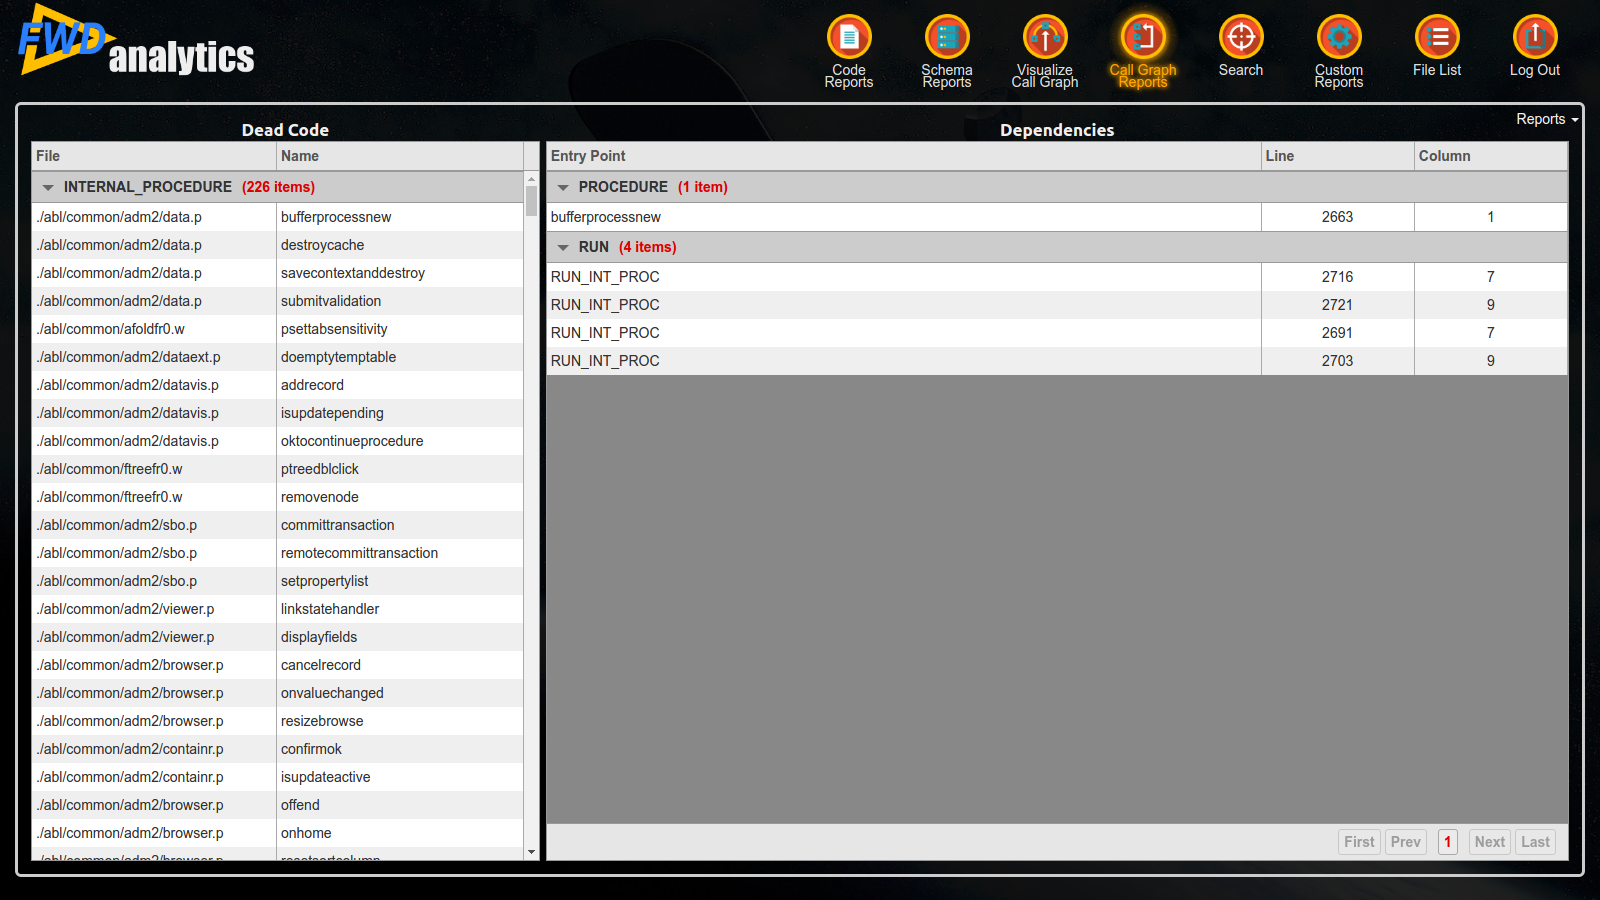 FWD analytics
Code Reports
Schema Reports
Visualize Call Graph
Call Graph Reports
Search
Custom Reports
File List
Log Out
Reports
Dead Code
File Name
INTERNAL_PROCEDURE (226 items)
./abl/common/adm2/data.p bufferprocessnew
./abl/common/adm2/data.p destroycache
./abl/common/adm2/data.p savecontextanddestroy
./abl/common/adm2/data.p submitvalidation
./abl/common/afoldfr0.w psettabsensitivity
./abl/common/adm2/dataext.p doemptytemptable
./abl/common/adm2/datavis.p addrecord
./abl/common/adm2/datavis.p isupdatepending
./abl/common/adm2/datavis.p oktocontinueprocedure
./abl/common/ftreefr0.w ptreedblclick
./abl/common/ftreefr0.w removenode
./abl/common/adm2/sbo.p committransaction
./abl/common/adm2/sbo.p remotecommittransaction
./abl/common/adm2/sbo.p setpropertylist
./abl/common/adm2/viewer.p linkstatehandler
./abl/common/adm2/viewer.p displayfields
./abl/common/adm2/browser.p cancelrecord
./abl/common/adm2/browser.p onvaluechanged
./abl/common/adm2/browser.p resizebrowse
./abl/common/adm2/containr.p confirmok
./abl/common/adm2/containr.p isupdateactive
./abl/common/adm2/browser.p offend
./abl/common/adm2/browser.p onhome
Dependencies
Entry Point Line Column
PROCEDURE (1 item)
bufferprocessnew 2663 1
RUN (4 items)
RUN_INT_PROC 2716 7
RUN_INT_PROC 2721 9
RUN_INT_PROC 2691 7
RUN_INT_PROC 2703 9
First Prev 1 Next Last